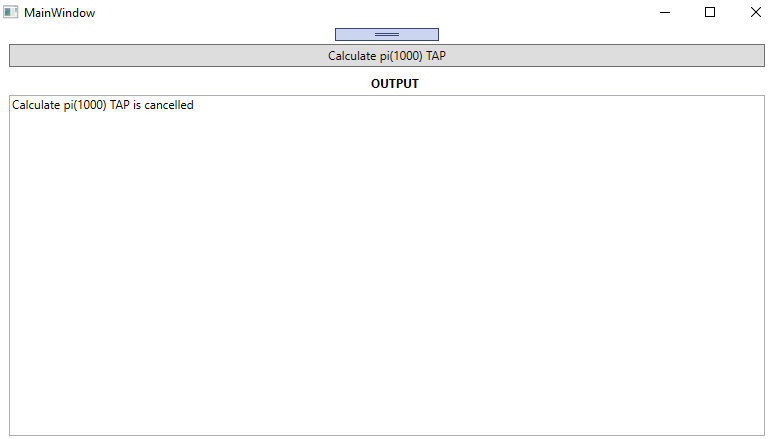 MainWindow
Calculate pi(1000) TAP
OUTPUT
Calculate pi(1000) TAP is cancelled